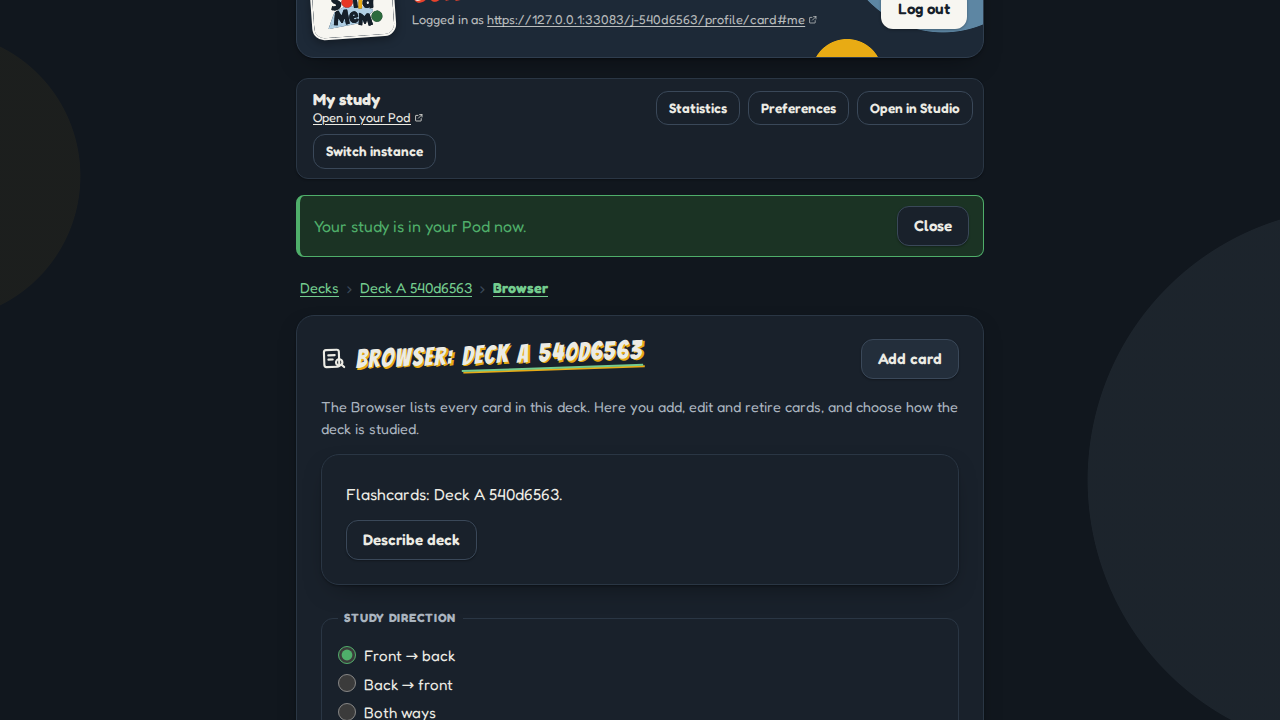 Solid
Memo
Logged in as https://127.0.0.1:33083/j-540d6563/profile/card#me
Log out
My study
Open in your Pod
Statistics
Preferences
Open in Studio
Switch instance
Your study is in your Pod now.
Close
Decks › Deck A 540d6563 › Browser
BROWSER: DECK A 540D6563
Add card
The Browser lists every card in this deck. Here you add, edit and retire cards, and choose how the
deck is studied.
Flashcards: Deck A 540d6563.
Describe deck
STUDY DIRECTION
Front → back
Back → front
Both ways